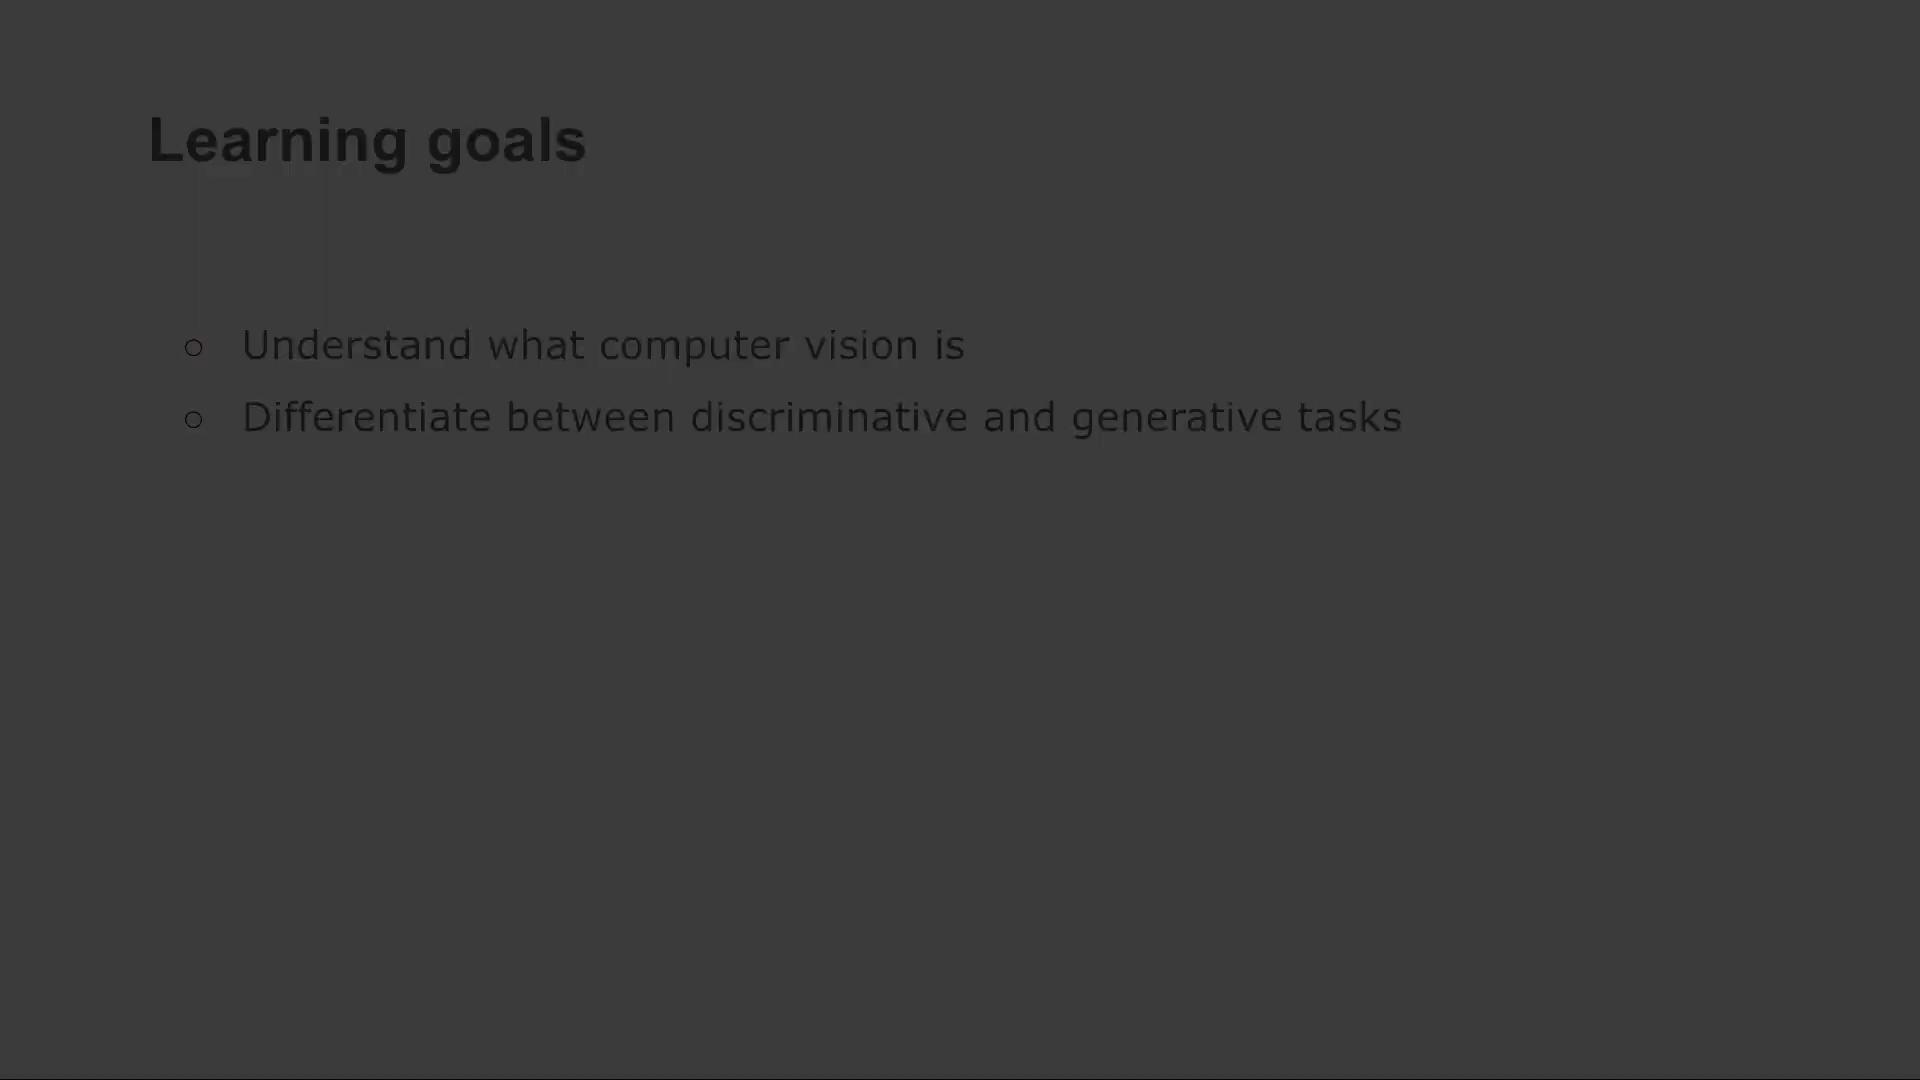 Learning goals
○ Understand what computer vision is
○ Differentiate between discriminative and generative tasks